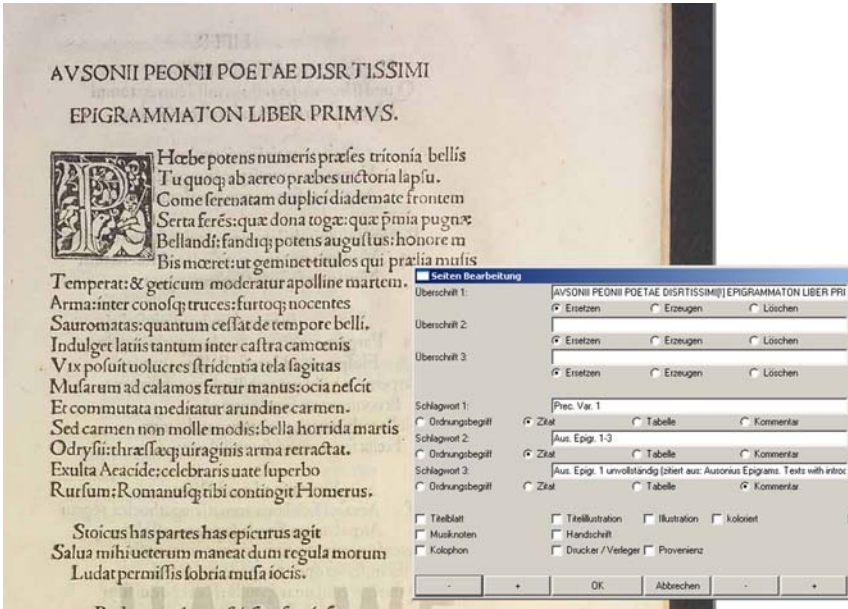 AVSONII PEONII POETAE DISRTISSIMI
EPIGRAMMATON LIBER PRIMVS.
PHœbe potens numeris præſes tritonia bellis
Tu quoq; ab aereo præbes uictoria lapſu.
Come ſerenatam duplici diademate frontem
Serta ferēs: quæ dona togæ: quæ p̄mia pugnæ
Bellandi: fandiq; potens auguſtus: honorem
Bis mœret: ut geminet titulos qui prælia muſis
Temperat: & geticum moderatur apolline martem.
Arma: inter conoſq; truces: furtoq; nocentes
Sauromatas: quantum ceſſat de tempore belli,
Indulget latiis tantum inter caſtra camœnis
Vix poſuit uolucres ſtridentia tela ſagittas
Muſarum ad calamos fertur manus: ocia neſcit
Et commutata meditatur arundine carmen.
Sed carmen non molle modis: bella horrida martis
Odryſii: thræſſæq; uiraginis arma retractat.
Exulta Aeacide: celebraris uate ſuperbo
Rurſum: Romanuſq; tibi contingit Homerus.
Stoicus has partes has epicurus agit
Salua mihi ueterum maneat dum regula morum
Ludat permiſſis ſobria muſa iocis.
Seiten Bearbeitung
Überschrift 1: AVSONII PEONII POETAE DISRTISSIMI[!] EPIGRAMMATON LIBER PRI
Ersetzen Erzeugen Löschen
Überschrift 2:
Ersetzen Erzeugen Löschen
Überschrift 3:
Ersetzen Erzeugen Löschen
Schlagwort 1: Prec. Var. 1
Ordnungsbegriff Zitat Tabelle Kommentar
Schlagwort 2: Aus. Epigr. 1-3
Ordnungsbegriff Zitat Tabelle Kommentar
Schlagwort 3: Aus. Epigr. 1 unvollständig (zitiert aus: Ausonius Epigrams. Texts with introc
Ordnungsbegriff Zitat Tabelle Kommentar
Titelblatt Titelillustration Illustration koloriert
Musiknoten Handschrift
Kolophon Drucker / Verleger Provenienz
- + OK Abbrechen - +